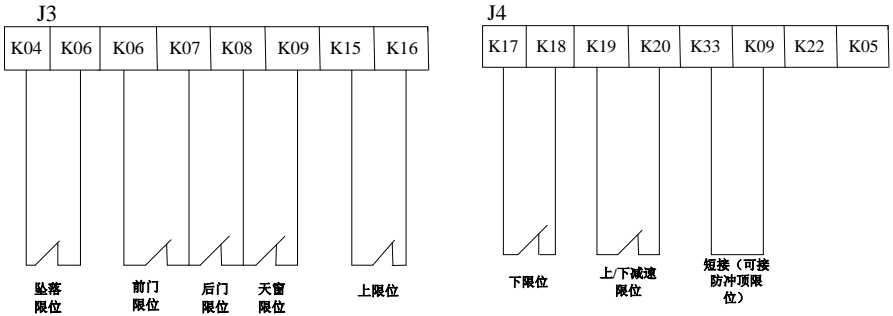 J3
K04 K06 K06 K07 K08 K09 K15 K16
坠落
限位
前门
限位
后门
限位
天窗
限位
上限位
J4
K17 K18 K19 K20 K33 K09 K22 K05
下限位
上/下减速
限位
短接（可接
防冲顶限
位）